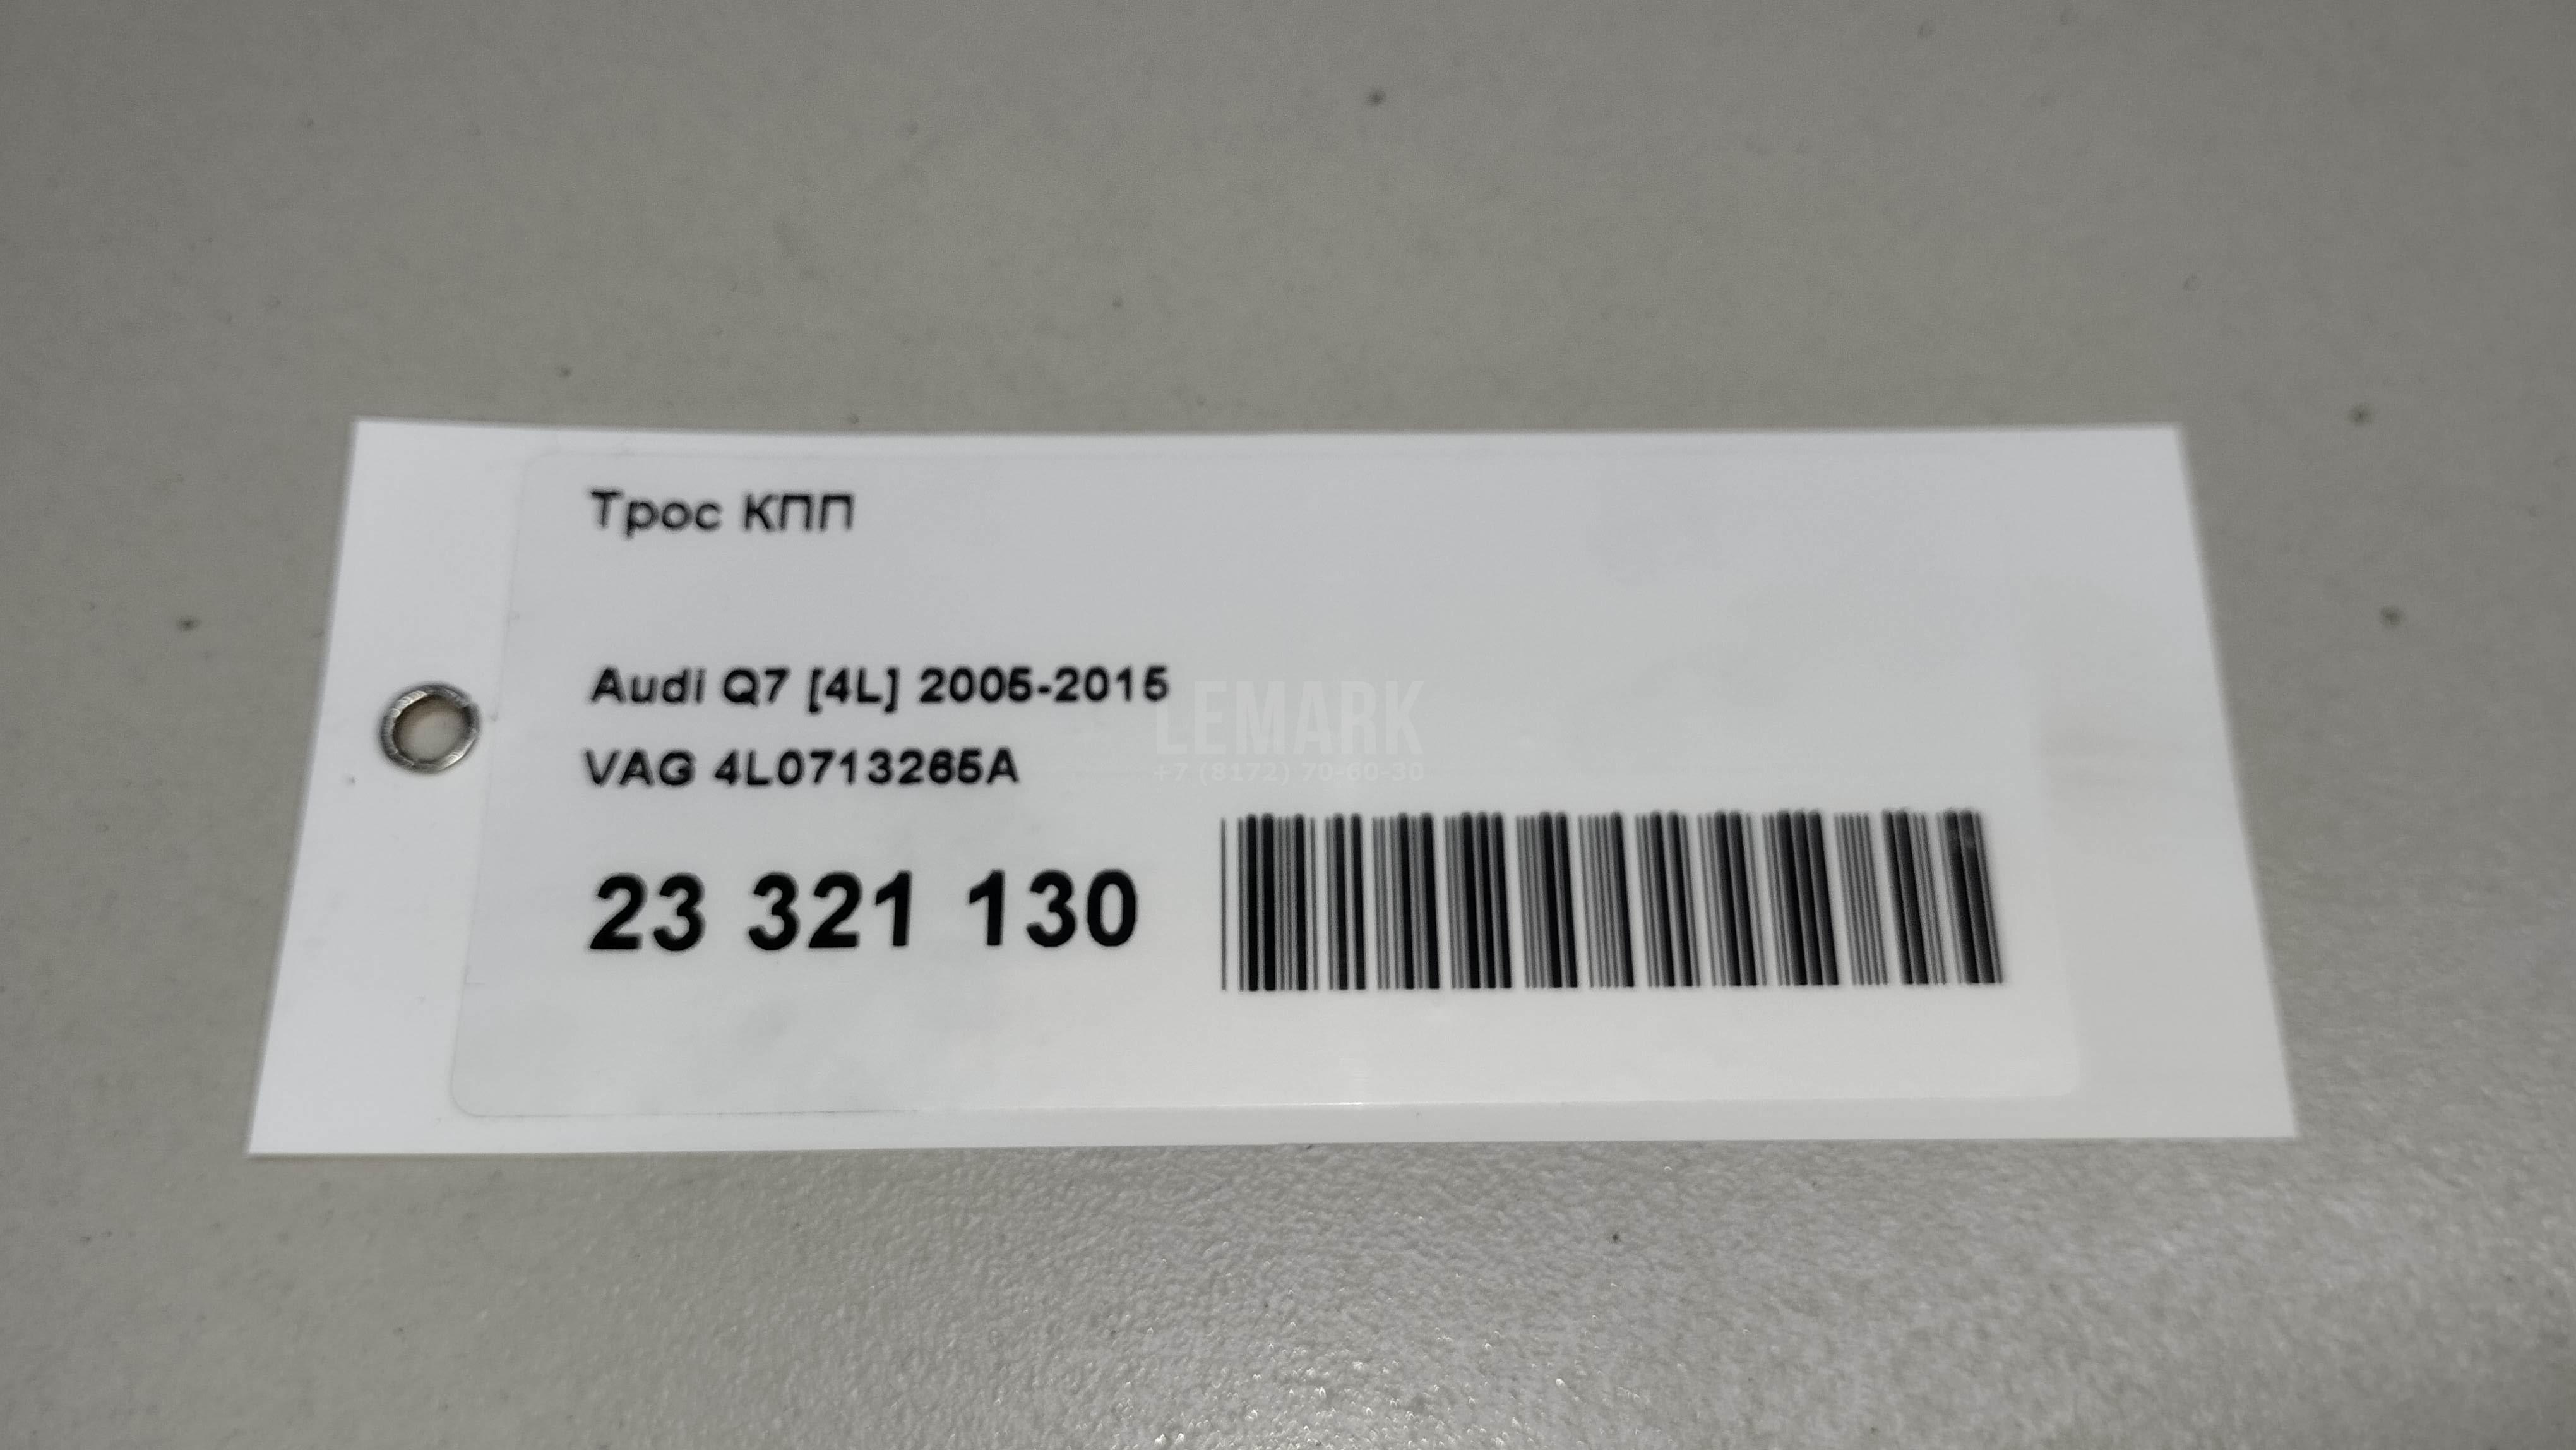 Трос КПП
Audi Q7 [4L] 2005-2015
VAG 4L0713265A
23 321 130
LEMARK
+7 (8172) 70-60-30